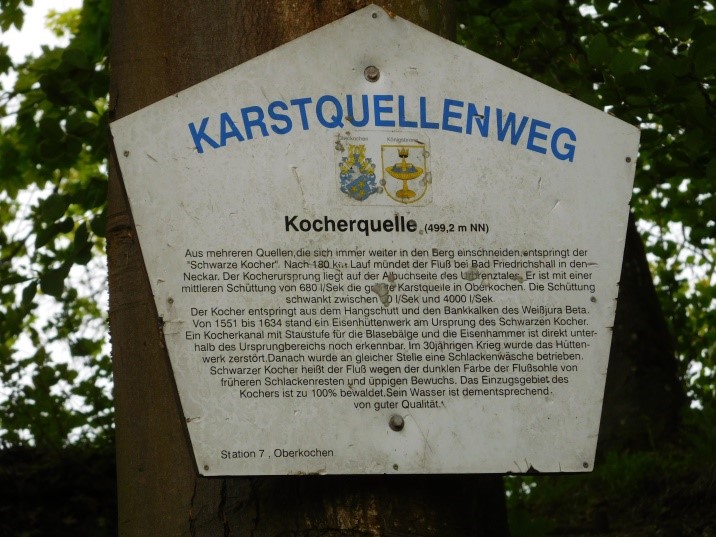 KARSTQUELLENWEG
Oberkochen Königsbronn
Kocherquelle (499,2 m NN)
Aus mehreren Quellen, die sich immer weiter in den Berg einschneiden, entspringt der
"Schwarze Kocher". Nach 180 km Lauf mündet der Fluß bei Bad Friedrichshall in den
Neckar. Der Kocherursprung liegt auf der Albuchseite des Urbrenztales. Er ist mit einer
mittleren Schüttung von 680 l/Sek die größte Karstquelle in Oberkochen. Die Schüttung
schwankt zwischen l/Sek und 4000 l/Sek.
Der Kocher entspringt aus dem Hangschutt und den Bankkalken des Weißjura Beta.
Von 1551 bis 1634 stand ein Eisenhüttenwerk am Ursprung des Schwarzen Kocher.
Ein Kocherkanal mit Staustufe für die Blasebälge und die Eisenhammer ist direkt unter-
halb des Ursprungbereichs noch erkennbar. Im 30jährigen Krieg wurde das Hütten-
werk zerstört.Danach wurde an gleicher Stelle eine Schlackenwäsche betrieben.
Schwarzer Kocher heißt der Fluß wegen der dunklen Farbe der Flußsohle von
früheren Schlackenresten und üppigen Bewuchs. Das Einzugsgebiet des
Kochers ist zu 100% bewaldet.Sein Wasser ist dementsprechend
von guter Qualität.
Station 7 , Oberkochen